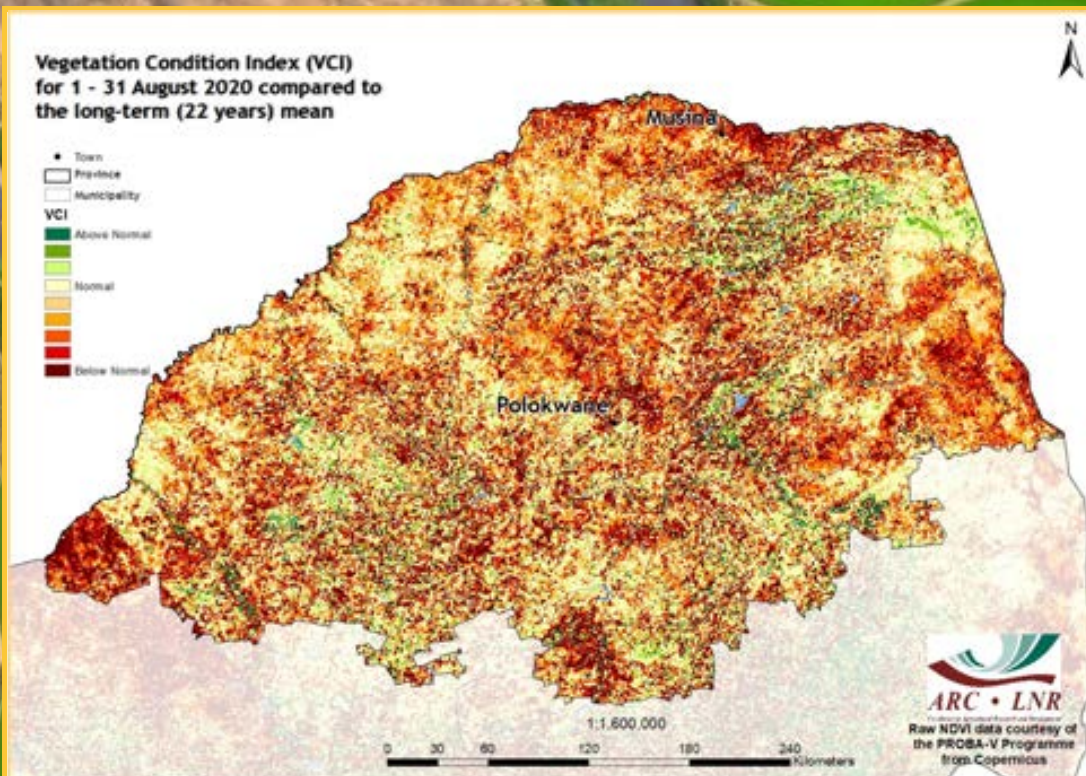 N
Vegetation Condition Index (VCI)
for 1 - 31 August 2020 compared to
the long-term (22 years) mean
Town
Province
Municipality
VCI
Above Normal
Normal
Below Normal
Musina
Polokwane
1:1,600,000
0 30 60 120 180 240
Kilometers
ARC • LNR
Raw NDVI data courtesy of
the PROBA-V Programme
from Copernicus